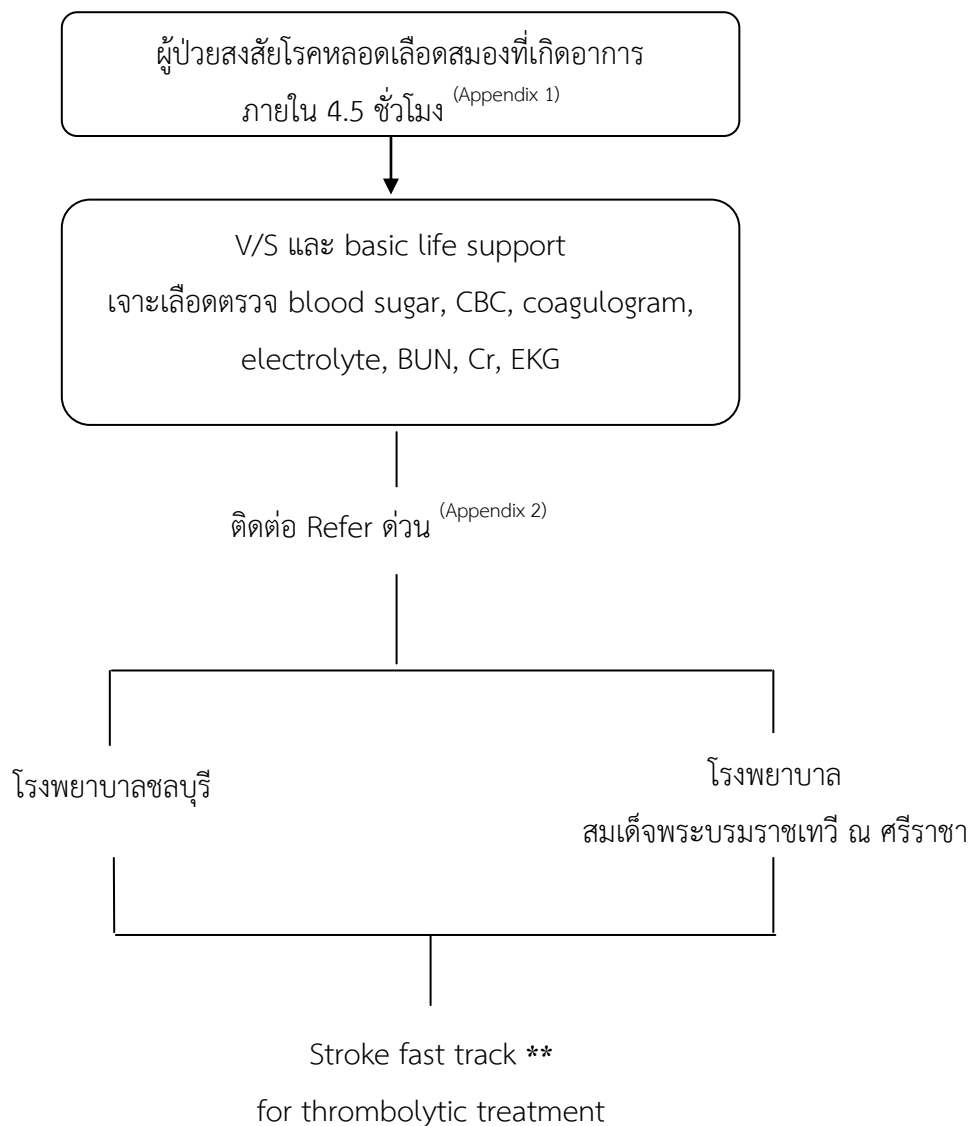 ผู้ป่วยสงสัยโรคหลอดเลือดสมองที่เกิดอาการ
ภายใน 4.5 ชั่วโมง (Appendix 1)
V/S และ basic life support
เจาะเลือดตรวจ blood sugar, CBC, coagulogram,
electrolyte, BUN, Cr, EKG
ติดต่อ Refer ด่วน (Appendix 2)
โรงพยาบาลชลบุรี
โรงพยาบาล
สมเด็จพระบรมราชเทวี ณ ศรีราชา
Stroke fast track **
for thrombolytic treatment